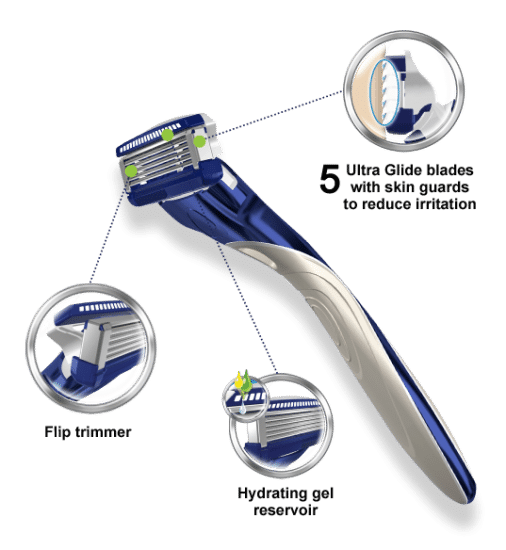 5 Ultra Glide blades
with skin guards
to reduce irritation
Flip trimmer
Hydrating gel
reservoir